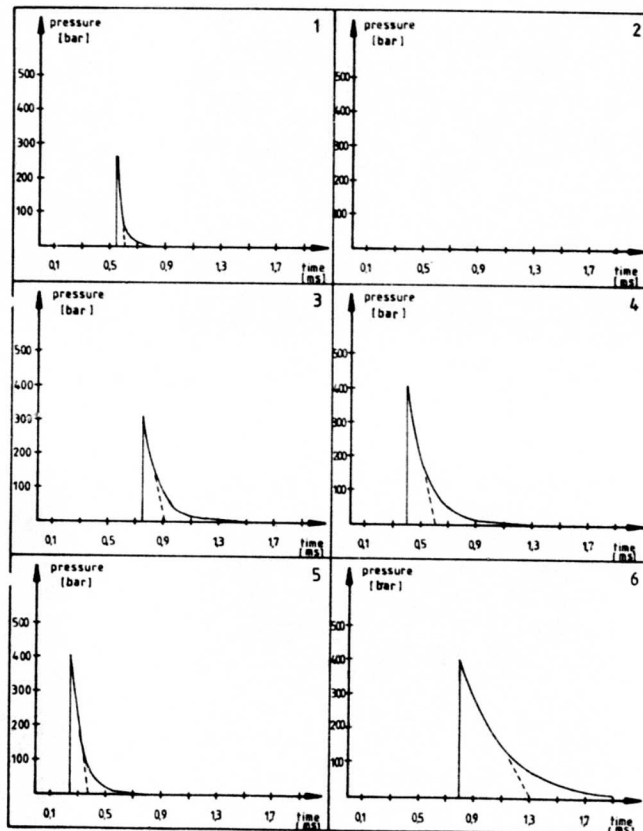 pressure 1
[bar]
500
400
300
200
100
0,1 0,5 0,9 1,3 1,7 time
[ms]
pressure 2
[bar]
500
400
300
200
100
0,1 0,5 0,9 1,3 1,7 time
[ms]
pressure 3
[bar]
500
400
300
200
100
0,1 0,5 0,9 1,3 1,7 time
[ms]
pressure 4
[bar]
500
400
300
200
100
0,1 0,5 0,9 1,3 1,7 time
[ms]
pressure 5
[bar]
500
400
300
200
100
0,1 0,5 0,9 1,3 1,7 time
[ms]
pressure 6
[bar]
500
400
300
200
100
0,1 0,5 0,9 1,3 1,7 time
[ms]